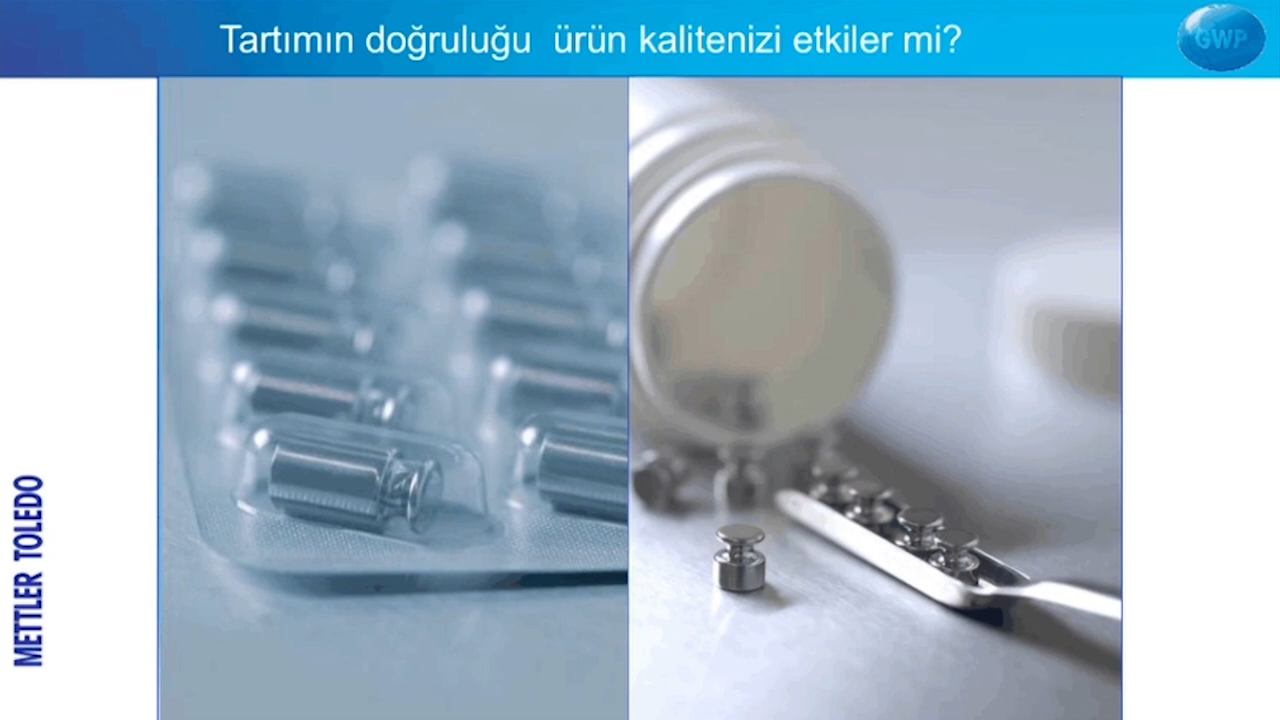 Tartımın doğruluğu  ürün kalitenizi etkiler mi?
GWP
METTLER TOLEDO